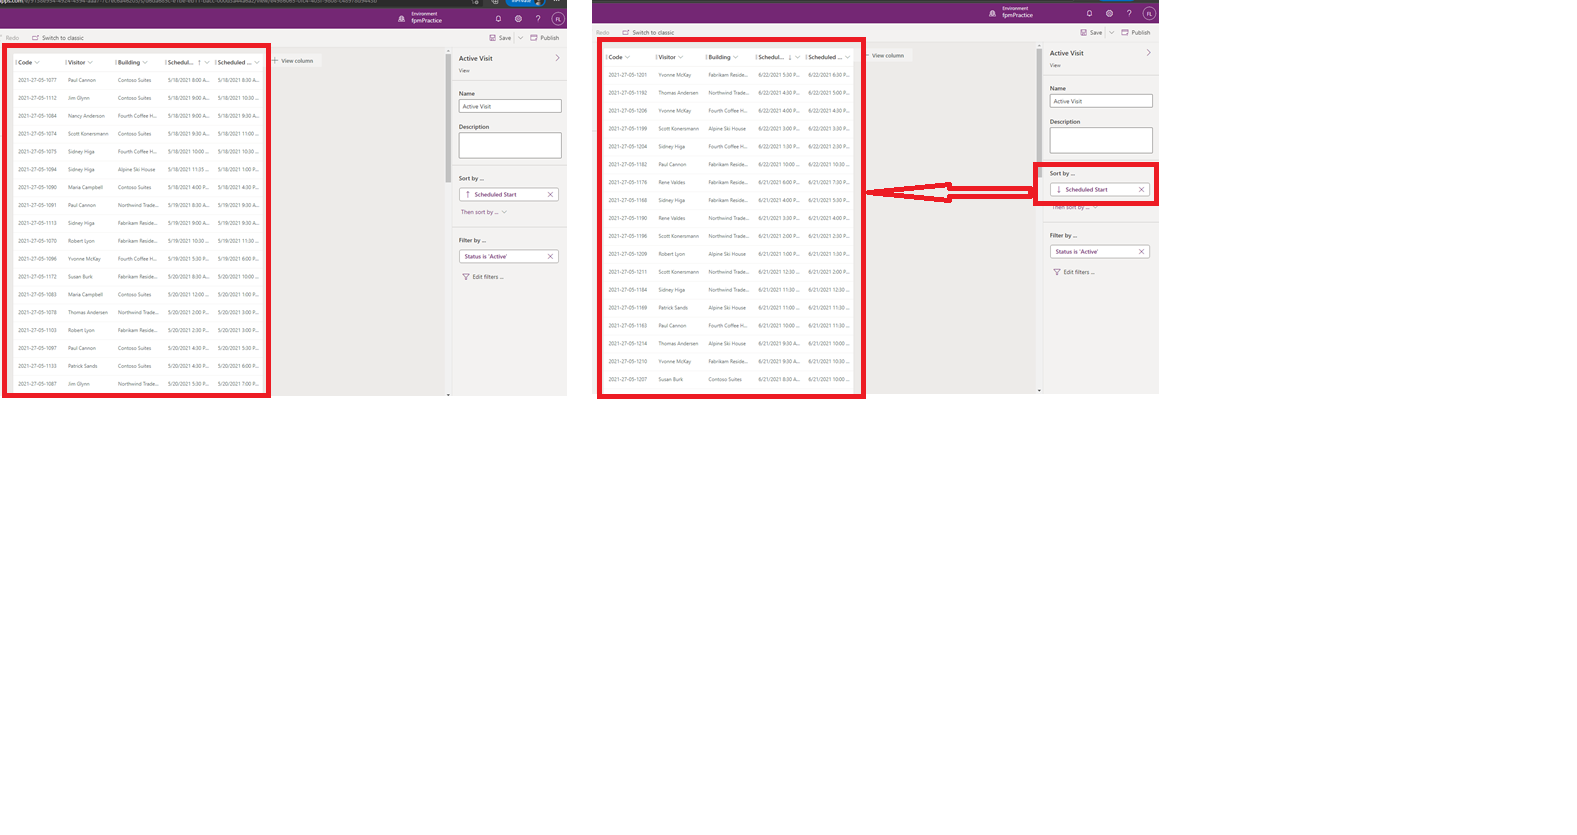 Environment
fpmPractice
FL
Redo Switch to classic Save Publish
Code Visitor Building Schedul... Scheduled ... View column
2021-27-05-1077 Paul Cannon Contoso Suites 5/18/2021 8:00 A... 5/18/2021 8:30 A...
2021-27-05-1112 Jim Glynn Contoso Suites 5/18/2021 9:00 A... 5/18/2021 10:30 ...
2021-27-05-1084 Nancy Anderson Fourth Coffee H... 5/18/2021 9:00 A... 5/18/2021 9:30 A...
2021-27-05-1074 Scott Konersmann Contoso Suites 5/18/2021 9:30 A... 5/18/2021 11:00 ...
2021-27-05-1075 Sidney Higa Fourth Coffee H... 5/18/2021 10:00 ... 5/18/2021 10:30 ...
2021-27-05-1094 Sidney Higa Alpine Ski House 5/18/2021 11:35 ... 5/18/2021 1:00 P...
2021-27-05-1090 Maria Campbell Contoso Suites 5/18/2021 4:00 P... 5/18/2021 4:30 P...
2021-27-05-1091 Paul Cannon Northwind Trade... 5/19/2021 8:30 A... 5/19/2021 9:30 A...
2021-27-05-1113 Sidney Higa Fabrikam Reside... 5/19/2021 9:00 A... 5/19/2021 9:30 A...
2021-27-05-1070 Robert Lyon Fabrikam Reside... 5/19/2021 10:30 ... 5/19/2021 11:30 ...
2021-27-05-1096 Yvonne McKay Fourth Coffee H... 5/19/2021 5:30 P... 5/19/2021 6:00 P...
2021-27-05-1172 Susan Burk Fabrikam Reside... 5/20/2021 8:30 A... 5/20/2021 10:00 ...
2021-27-05-1083 Maria Campbell Contoso Suites 5/20/2021 12:00 ... 5/20/2021 1:00 P...
2021-27-05-1078 Thomas Andersen Northwind Trade... 5/20/2021 2:00 P... 5/20/2021 3:00 P...
2021-27-05-1103 Robert Lyon Fabrikam Reside... 5/20/2021 2:30 P... 5/20/2021 3:00 P...
2021-27-05-1097 Paul Cannon Contoso Suites 5/20/2021 4:30 P... 5/20/2021 5:30 P...
2021-27-05-1133 Patrick Sands Contoso Suites 5/20/2021 4:30 P... 5/20/2021 6:00 P...
2021-27-05-1087 Jim Glynn Northwind Trade... 5/20/2021 5:30 P... 5/20/2021 7:00 P...
Active Visit
View
Name
Active Visit
Description
Sort by ...
Scheduled Start
Then sort by ...
Filter by ...
Status is 'Active'
Edit filters ...
Environment
fpmPractice
FL
Redo Switch to classic Save Publish
Code Visitor Building Schedul... Scheduled ... View column
2021-27-05-1201 Yvonne McKay Fabrikam Reside... 6/22/2021 5:30 P... 6/22/2021 6:30 P...
2021-27-05-1192 Thomas Andersen Northwind Trade... 6/22/2021 4:30 P... 6/22/2021 5:00 P...
2021-27-05-1206 Yvonne McKay Fourth Coffee H... 6/22/2021 4:00 P... 6/22/2021 4:30 P...
2021-27-05-1199 Scott Konersmann Alpine Ski House 6/22/2021 3:00 P... 6/22/2021 3:30 P...
2021-27-05-1204 Sidney Higa Fourth Coffee H... 6/22/2021 1:30 P... 6/22/2021 2:30 P...
2021-27-05-1182 Paul Cannon Fabrikam Reside... 6/22/2021 10:00 ... 6/22/2021 10:30 ...
2021-27-05-1176 Rene Valdes Fabrikam Reside... 6/21/2021 6:00 P... 6/21/2021 7:30 P...
2021-27-05-1168 Sidney Higa Fabrikam Reside... 6/21/2021 4:00 P... 6/21/2021 5:30 P...
2021-27-05-1190 Rene Valdes Northwind Trade... 6/21/2021 3:30 P... 6/21/2021 4:00 P...
2021-27-05-1196 Scott Konersmann Northwind Trade... 6/21/2021 2:00 P... 6/21/2021 2:30 P...
2021-27-05-1209 Robert Lyon Alpine Ski House 6/21/2021 1:00 P... 6/21/2021 1:30 P...
2021-27-05-1211 Scott Konersmann Northwind Trade... 6/21/2021 12:30 ... 6/21/2021 2:00 P...
2021-27-05-1184 Sidney Higa Northwind Trade... 6/21/2021 11:30 ... 6/21/2021 12:30 ...
2021-27-05-1169 Patrick Sands Alpine Ski House 6/21/2021 11:00 ... 6/21/2021 11:30 ...
2021-27-05-1183 Paul Cannon Fourth Coffee H... 6/21/2021 10:00 ... 6/21/2021 11:30 ...
2021-27-05-1214 Thomas Andersen Alpine Ski House 6/21/2021 9:30 A... 6/21/2021 10:00 ...
2021-27-05-1210 Yvonne McKay Fabrikam Reside... 6/21/2021 9:30 A... 6/21/2021 10:30 ...
2021-27-05-1207 Susan Burk Contoso Suites 6/21/2021 8:30 A... 6/21/2021 10:00 ...
Active Visit
View
Name
Active Visit
Description
Sort by ...
Scheduled Start
Then sort by ...
Filter by ...
Status is 'Active'
Edit filters ...